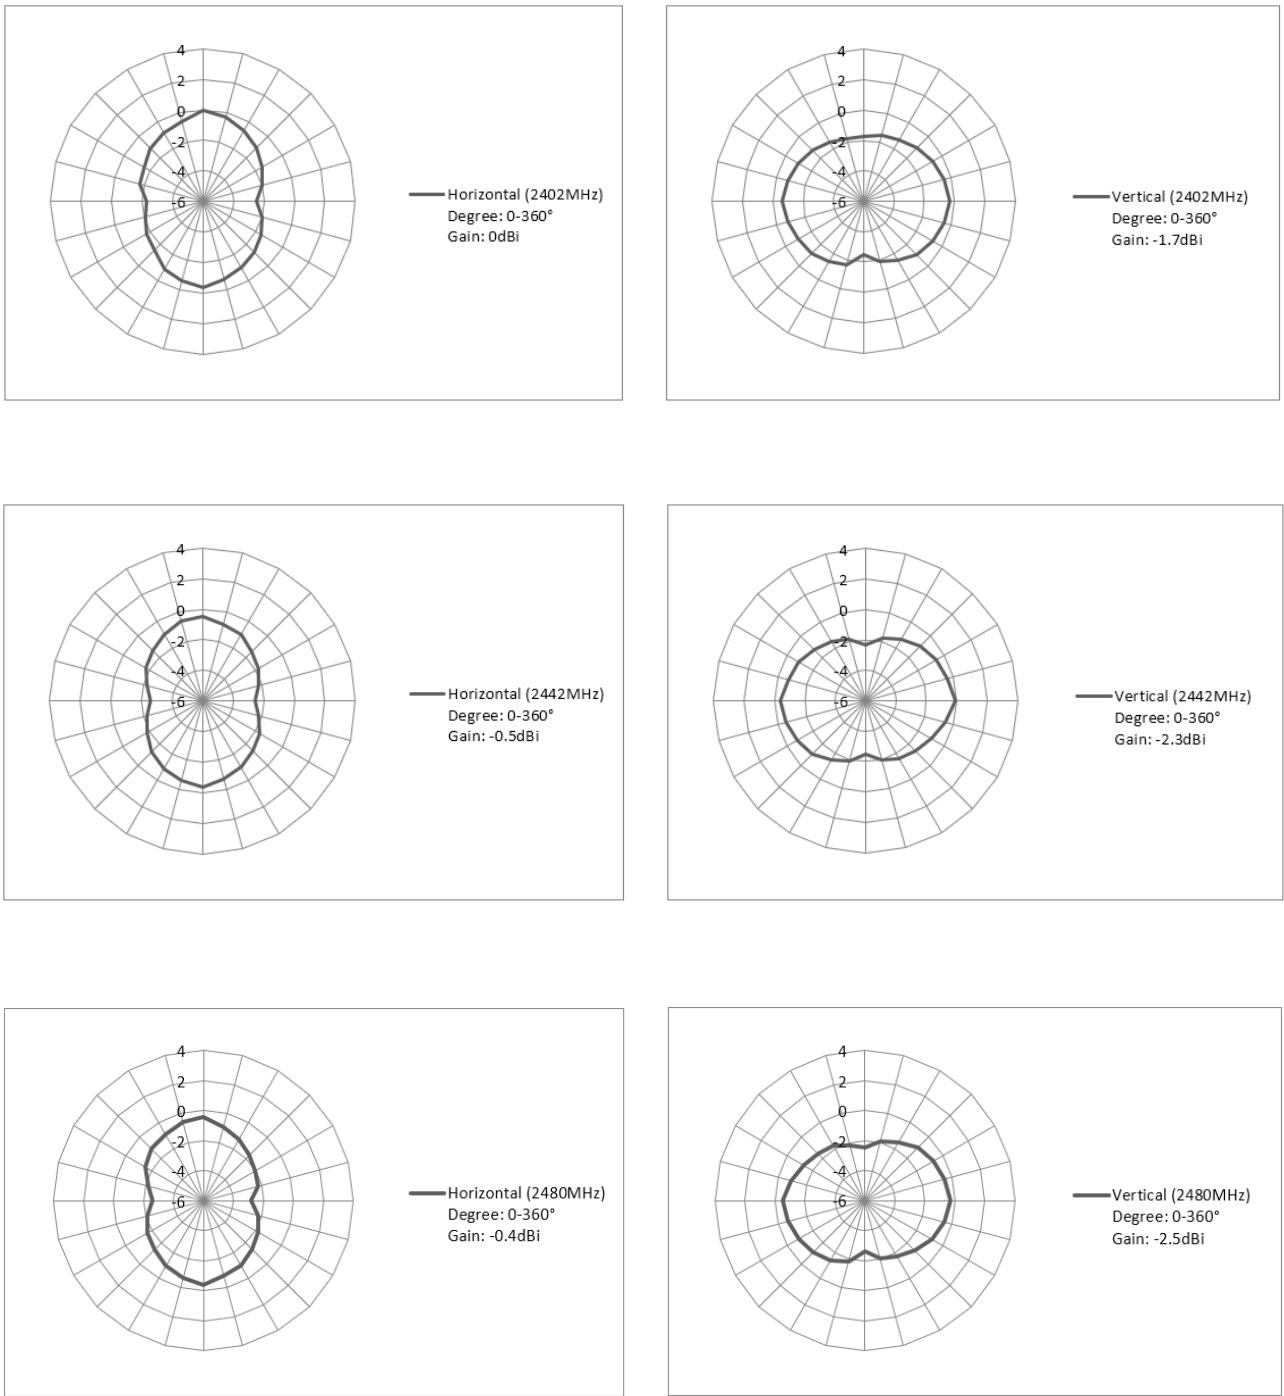 4
2
0
-2
-4
-6
Horizontal (2402MHz)
Degree: 0-360°
Gain: 0dBi
4
2
0
-2
-4
-6
Vertical (2402MHz)
Degree: 0-360°
Gain: -1.7dBi
4
2
0
-2
-4
-6
Horizontal (2442MHz)
Degree: 0-360°
Gain: -0.5dBi
4
2
0
-2
-4
-6
Vertical (2442MHz)
Degree: 0-360°
Gain: -2.3dBi
4
2
0
-2
-4
-6
Horizontal (2480MHz)
Degree: 0-360°
Gain: -0.4dBi
4
2
0
-2
-4
-6
Vertical (2480MHz)
Degree: 0-360°
Gain: -2.5dBi